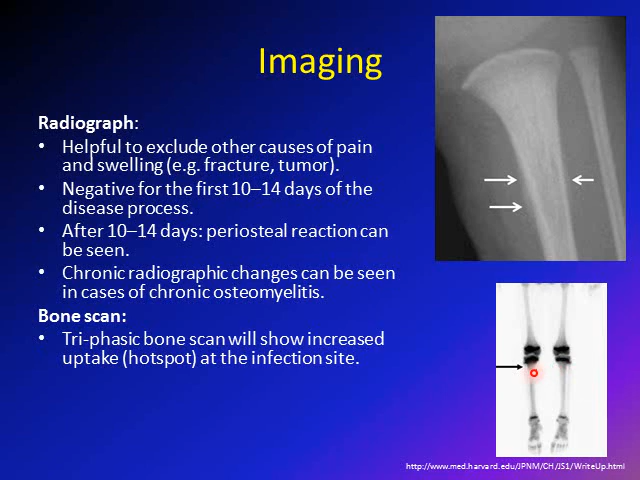 Imaging
Radiograph:
• Helpful to exclude other causes of pain
and swelling (e.g. fracture, tumor).
• Negative for the first 10–14 days of the
disease process.
• After 10–14 days: periosteal reaction can
be seen.
• Chronic radiographic changes can be seen
in cases of chronic osteomyelitis.
Bone scan:
• Tri-phasic bone scan will show increased
uptake (hotspot) at the infection site.
http://www.med.harvard.edu/JPNM/CH/JS1/WriteUp.html